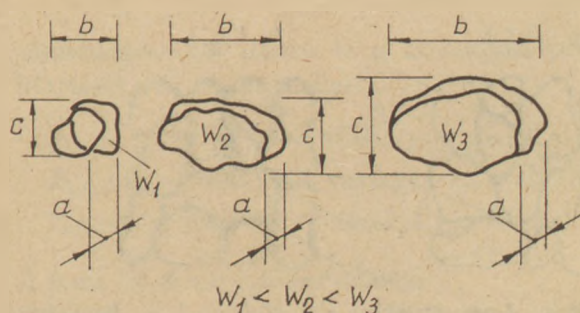 b b b
c W₁ W₂ c c W₃
a a a
W₁ < W₂ < W₃